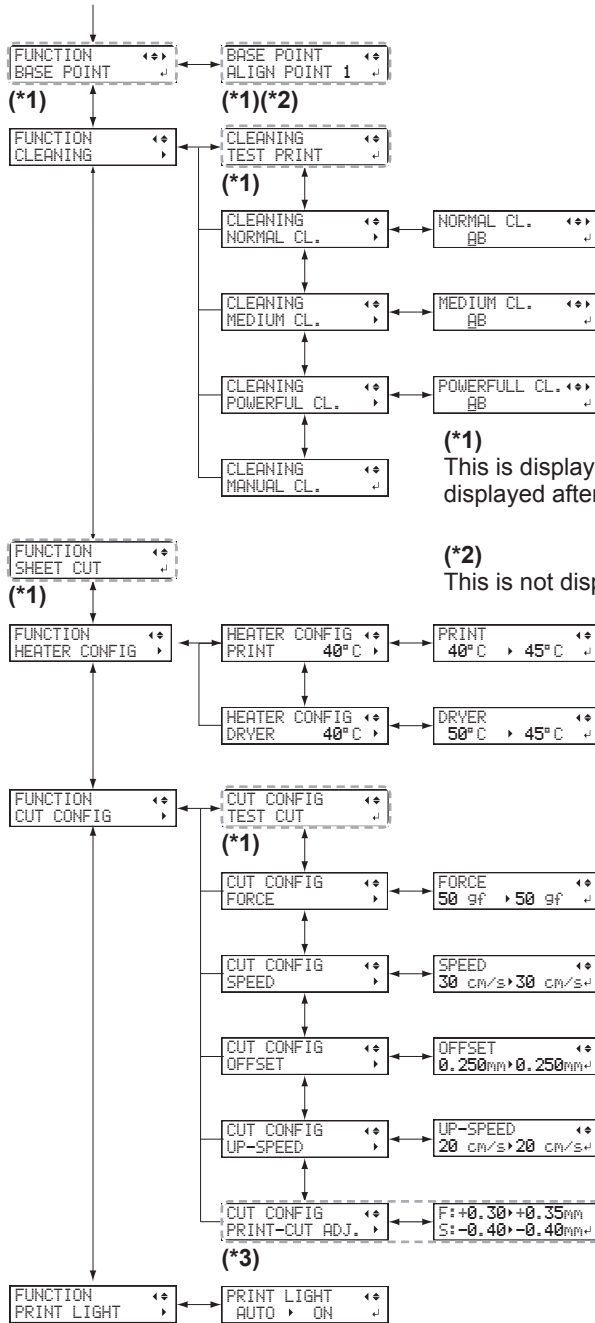 FUNCTION
BASE POINT
BASE POINT
ALIGN POINT 1
(*1)
(*1)(*2)
FUNCTION
CLEANING
CLEANING
TEST PRINT
(*1)
CLEANING
NORMAL CL.
NORMAL CL.
AB
CLEANING
MEDIUM CL.
MEDIUM CL.
AB
CLEANING
POWERFUL CL.
POWERFULL CL.
AB
CLEANING
MANUAL CL.
(*1)
This is display
displayed after
FUNCTION
SHEET CUT
(*1)
(*2)
This is not disp
FUNCTION
HEATER CONFIG
HEATER CONFIG
PRINT 40°C
PRINT
40°C 45°C
HEATER CONFIG
DRYER 40°C
DRYER
50°C 45°C
FUNCTION
CUT CONFIG
CUT CONFIG
TEST CUT
(*1)
CUT CONFIG
FORCE
FORCE
50 gf 50 gf
CUT CONFIG
SPEED
SPEED
30 cm/s 30 cm/s
CUT CONFIG
OFFSET
OFFSET
0.250mm 0.250mm
CUT CONFIG
UP-SPEED
UP-SPEED
20 cm/s 20 cm/s
CUT CONFIG
PRINT-CUT ADJ.
F:+0.30 +0.35mm
S:-0.40 -0.40mm
(*3)
FUNCTION
PRINT LIGHT
PRINT LIGHT
AUTO ON